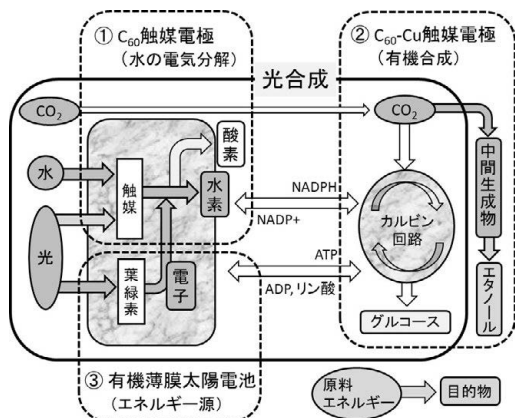 ① C₆₀触媒電極
（水の電気分解）
② C₆₀-Cu触媒電極
（有機合成）
光合成
CO₂
CO₂
酸素
水
触媒
水素
中間生成物
NADPH
NADP+
カルビン
回路
光
ATP
葉緑素
電子
ADP, リン酸
エタノール
グルコース
③ 有機薄膜太陽電池
（エネルギー源）
原料
エネルギー
目的物